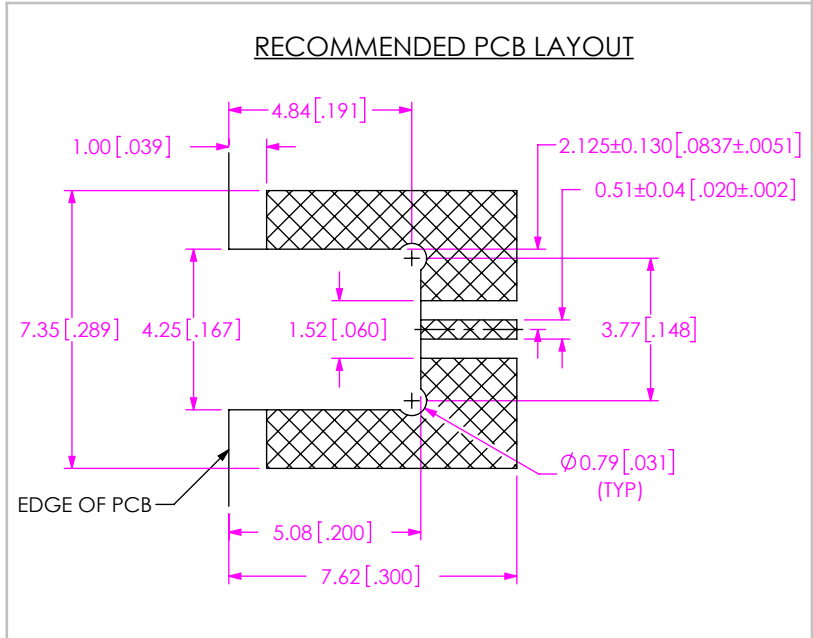 RECOMMENDED PCB LAYOUT
4.84[.191]
1.00[.039]
2.125±0.130[.0837±.0051]
0.51±0.04[.020±.002]
7.35[.289]
4.25[.167]
1.52[.060]
3.77[.148]
Ø0.79[.031]
(TYP)
EDGE OF PCB
5.08[.200]
7.62[.300]